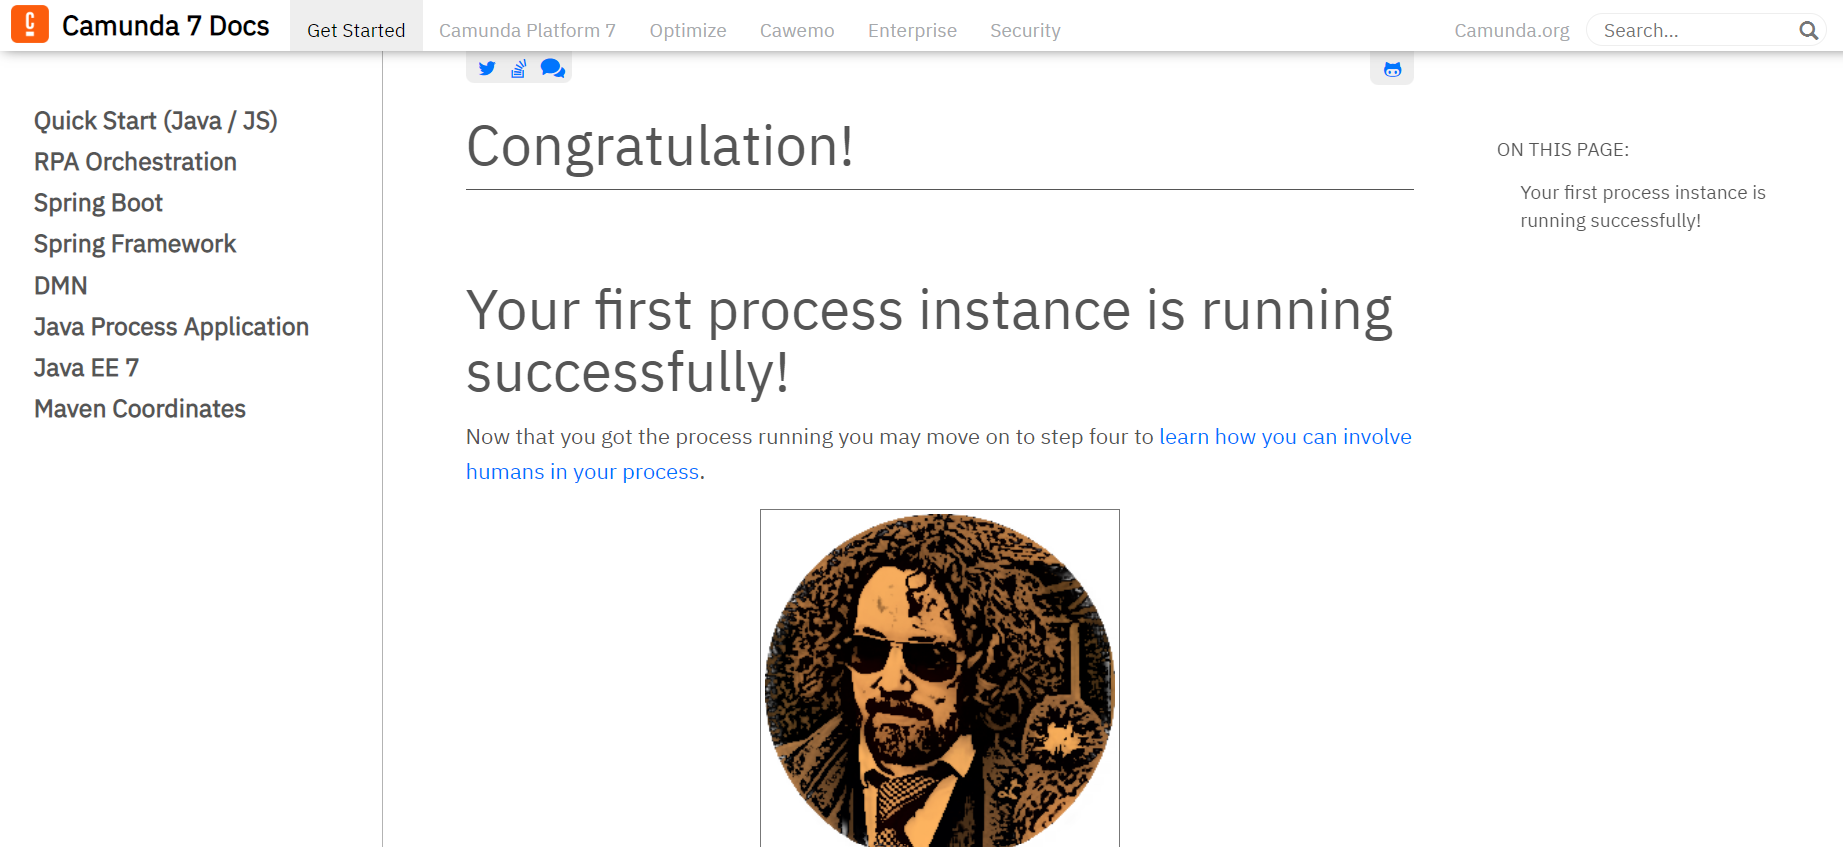 Camunda 7 Docs
Get Started
Camunda Platform 7
Optimize
Cawemo
Enterprise
Security
Camunda.org
Search...
Quick Start (Java / JS)
RPA Orchestration
Spring Boot
Spring Framework
DMN
Java Process Application
Java EE 7
Maven Coordinates
Congratulation!
Your first process instance is running
successfully!
Now that you got the process running you may move on to step four to learn how you can involve
humans in your process.
ON THIS PAGE:
Your first process instance is
running successfully!